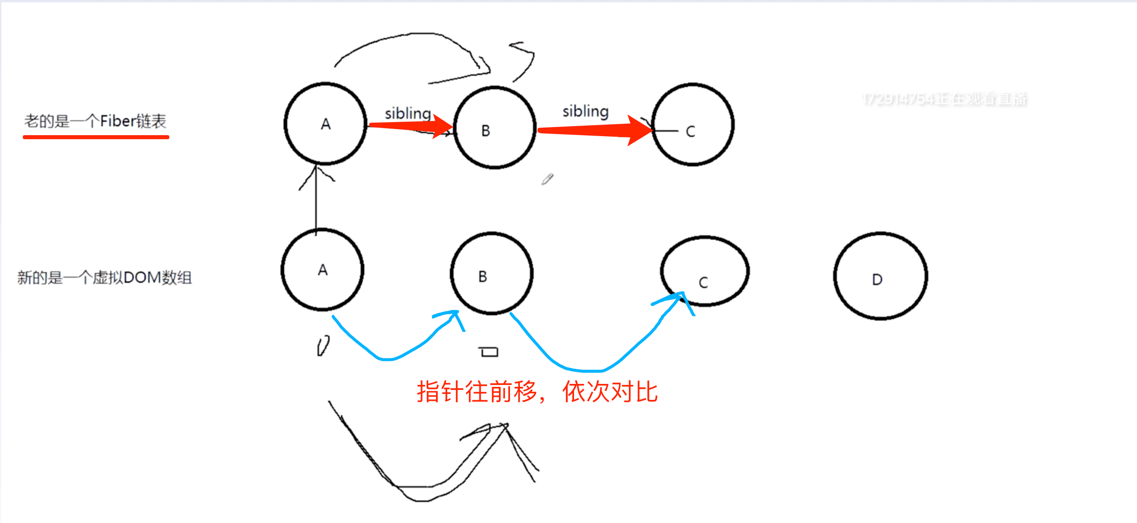 sibling
sibling
172914754正在观看直播
老的是一个Fiber链表
A
B
C
新的是一个虚拟DOM数组
A
B
C
D
指针往前移，依次对比